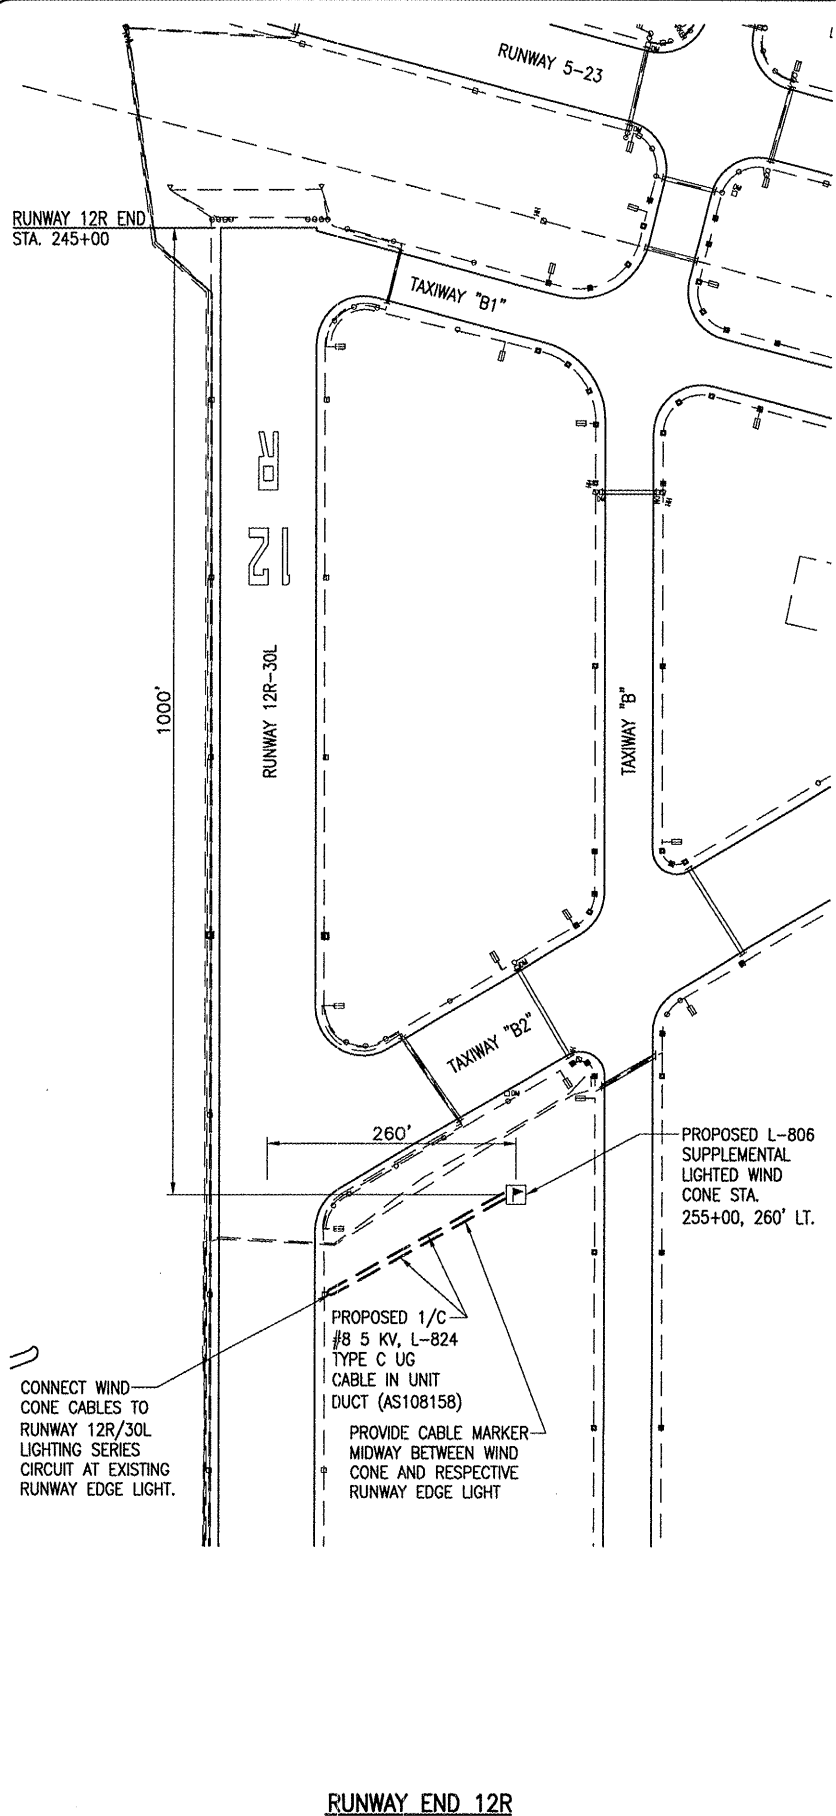 RUNWAY 5-23
RUNWAY 12R END
STA. 245+00
TAXIWAY "B1"
12R
1000'
RUNWAY 12R-30L
TAXIWAY "B"
TAXIWAY "B2"
260'
PROPOSED L-806
SUPPLEMENTAL
LIGHTED WIND
CONE STA.
255+00, 260' LT.
PROPOSED 1/C
#8 5 KV, L-824
TYPE C UG
CABLE IN UNIT
DUCT (AS108158)
CONNECT WIND
CONE CABLES TO
RUNWAY 12R/30L
LIGHTING SERIES
CIRCUIT AT EXISTING
RUNWAY EDGE LIGHT.
PROVIDE CABLE MARKER
MIDWAY BETWEEN WIND
CONE AND RESPECTIVE
RUNWAY EDGE LIGHT
RUNWAY END 12R